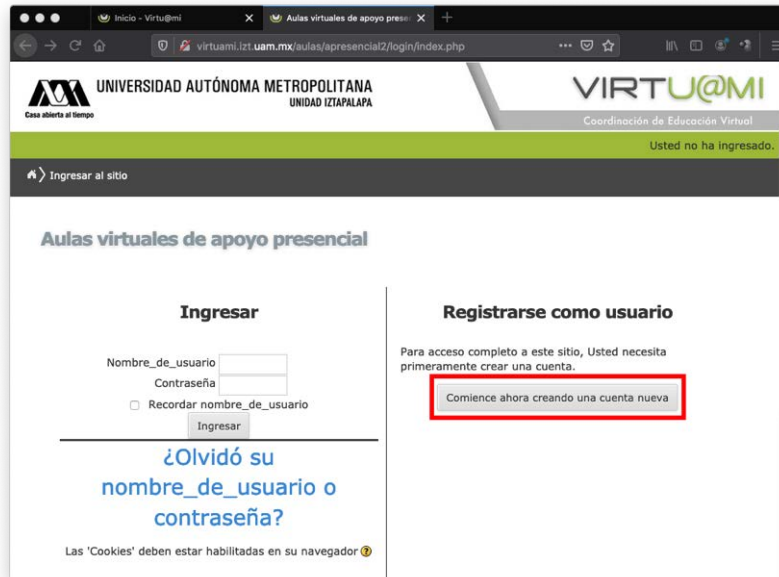 Inicio - Virtu@mi
Aulas virtuales de apoyo prese
virtuami.izt.uam.mx/aulas/apresencial2/login/index.php
UNIVERSIDAD AUTÓNOMA METROPOLITANA
UNIDAD IZTAPALAPA
Casa abierta al tiempo
VIRTU@MI
Coordinación de Educación Virtual
Usted no ha ingresado.
Ingresar al sitio
Aulas virtuales de apoyo presencial
Ingresar
Nombre_de_usuario
Contraseña
Recordar nombre_de_usuario
Ingresar
¿Olvidó su
nombre_de_usuario o
contraseña?
Las 'Cookies' deben estar habilitadas en su navegador
Registrarse como usuario
Para acceso completo a este sitio, Usted necesita
primeramente crear una cuenta.
Comience ahora creando una cuenta nueva